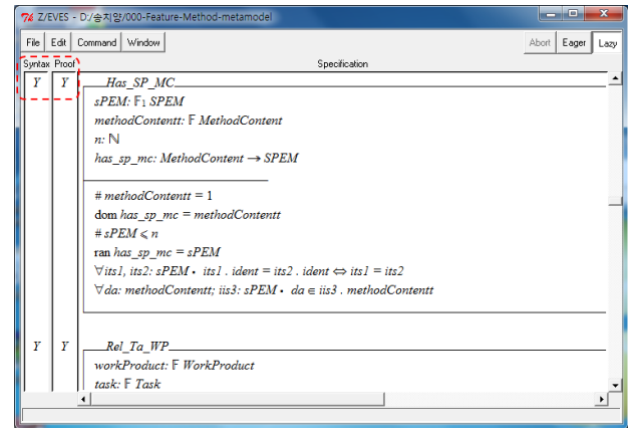 Z/EVES - D:/송지영/000-Feature-Method-metamodel
File Edit Command Window Abort Eager Lazy
Syntax Proof Specification
Y Y Has_SP_MC
sPEM: 𝔽₁ SPEM
methodContentt: 𝔽 MethodContent
n: ℕ
has_sp_mc: MethodContent → SPEM
# methodContentt = 1
dom has_sp_mc = methodContentt
# sPEM ⩽ n
ran has_sp_mc = sPEM
∀its1, its2: sPEM • its1 . ident = its2 . ident ⇔ its1 = its2
∀da: methodContentt; iis3: sPEM • da ∈ iis3 . methodContentt
Y Y Rel_Ta_WP
workProduct: 𝔽 WorkProduct
task: 𝔽 Task